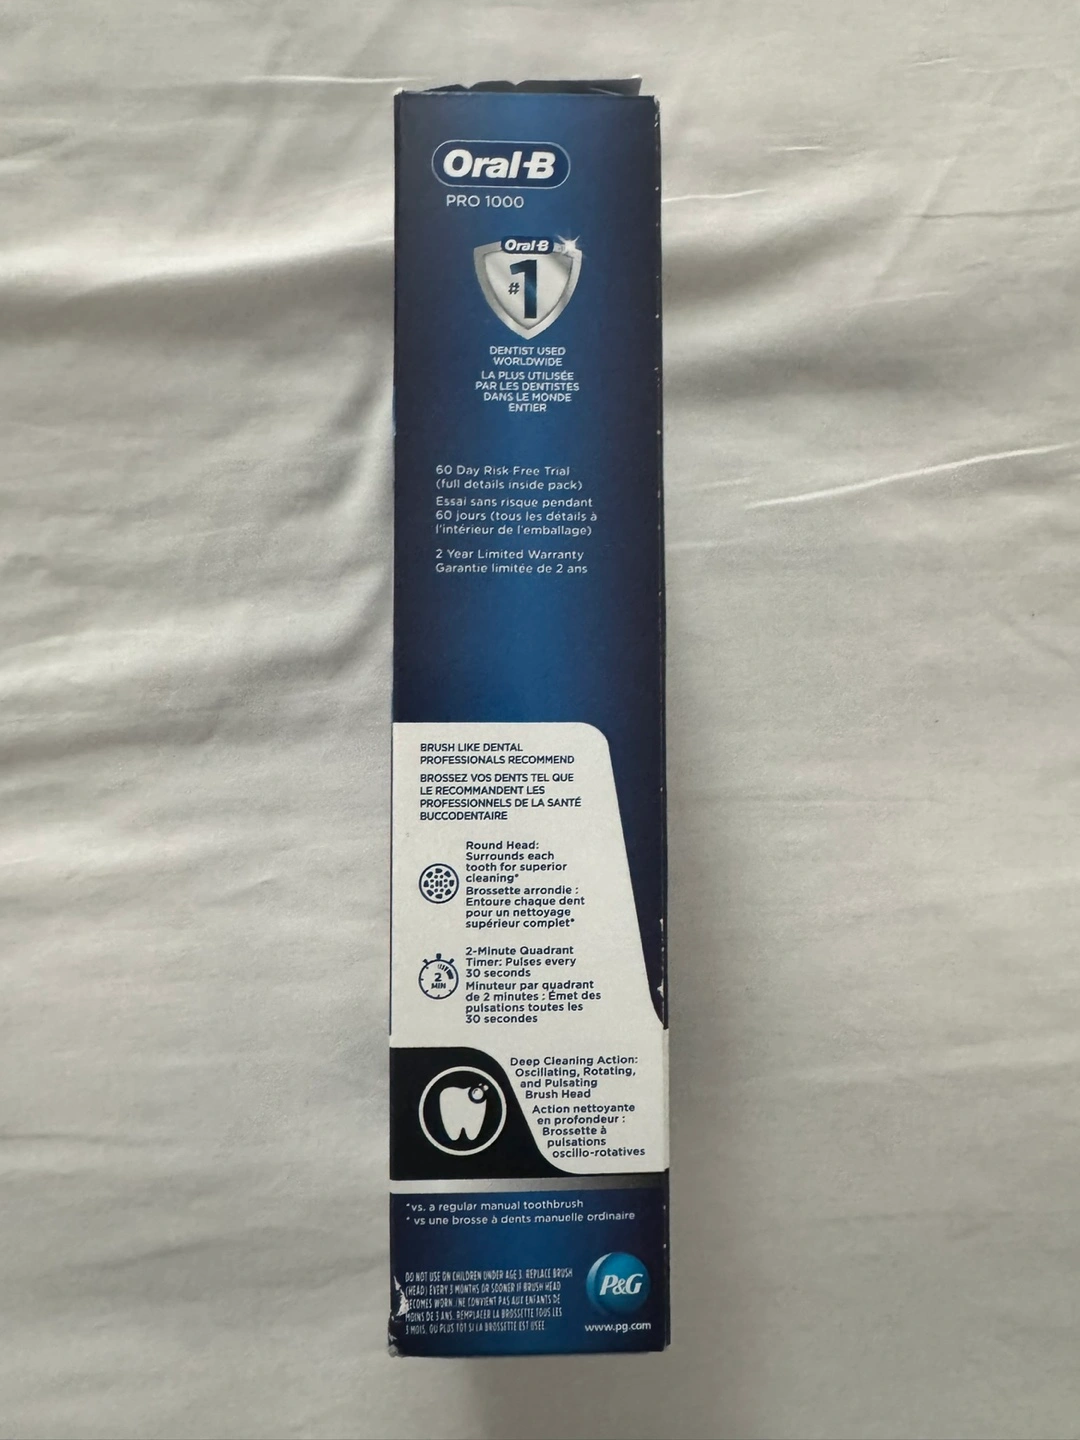 Oral-B
PRO 1000
Oral-B
#1
DENTIST USED
WORLDWIDE
LA PLUS UTILISÉE
PAR LES DENTISTES
DANS LE MONDE
ENTIER
60 Day Risk Free Trial
(full details inside pack)
Essai sans risque pendant
60 jours (tous les détails à
l'intérieur de l'emballage)
2 Year Limited Warranty
Garantie limitée de 2 ans
BRUSH LIKE DENTAL
PROFESSIONALS RECOMMEND
BROSSEZ VOS DENTS TEL QUE
LE RECOMMANDENT LES
PROFESSIONNELS DE LA SANTÉ
BUCCODENTAIRE
Round Head:
Surrounds each
tooth for superior
cleaning*
Brossette arrondie :
Entoure chaque dent
pour un nettoyage
supérieur complet*
2 MIN
2-Minute Quadrant
Timer: Pulses every
30 seconds
Minuteur par quadrant
de 2 minutes : Émet des
pulsations toutes les
30 secondes
Deep Cleaning Action:
Oscillating, Rotating,
and Pulsating
Brush Head
Action nettoyante
en profondeur :
Brossette à
pulsations
oscillo-rotatives
*vs. a regular manual toothbrush
* vs une brosse à dents manuelle ordinaire
DO NOT USE ON CHILDREN UNDER AGE 3. REPLACE BRUSH
(HEAD) EVERY 3 MONTHS OR SOONER IF BRUSH HEAD
BECOMES WORN. /NE CONVIENT PAS AUX ENFANTS DE
MOINS DE 3 ANS. REMPLACER LA BROSSETTE TOUS LES
3 MOIS, OU PLUS TOT SI LA BROSSETTE EST USEE.
P&G
www.pg.com